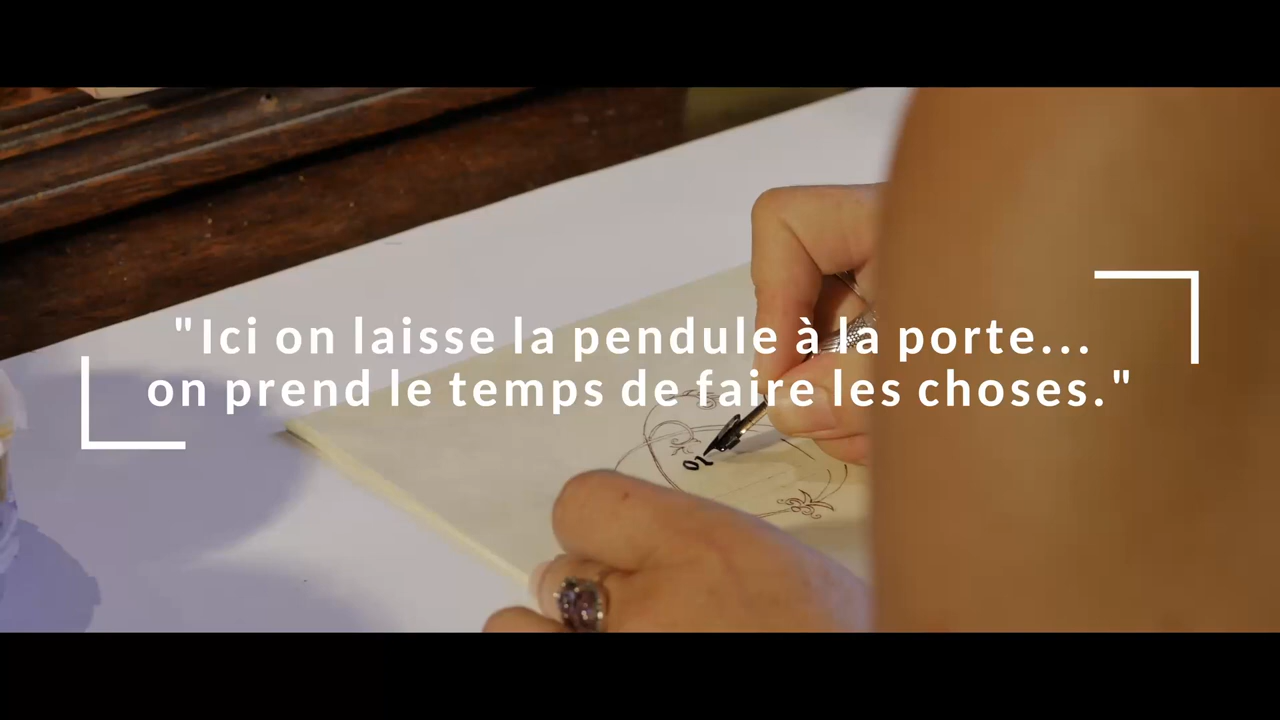 "Ici on laisse la pendule à la porte...
on prend le temps de faire les choses."